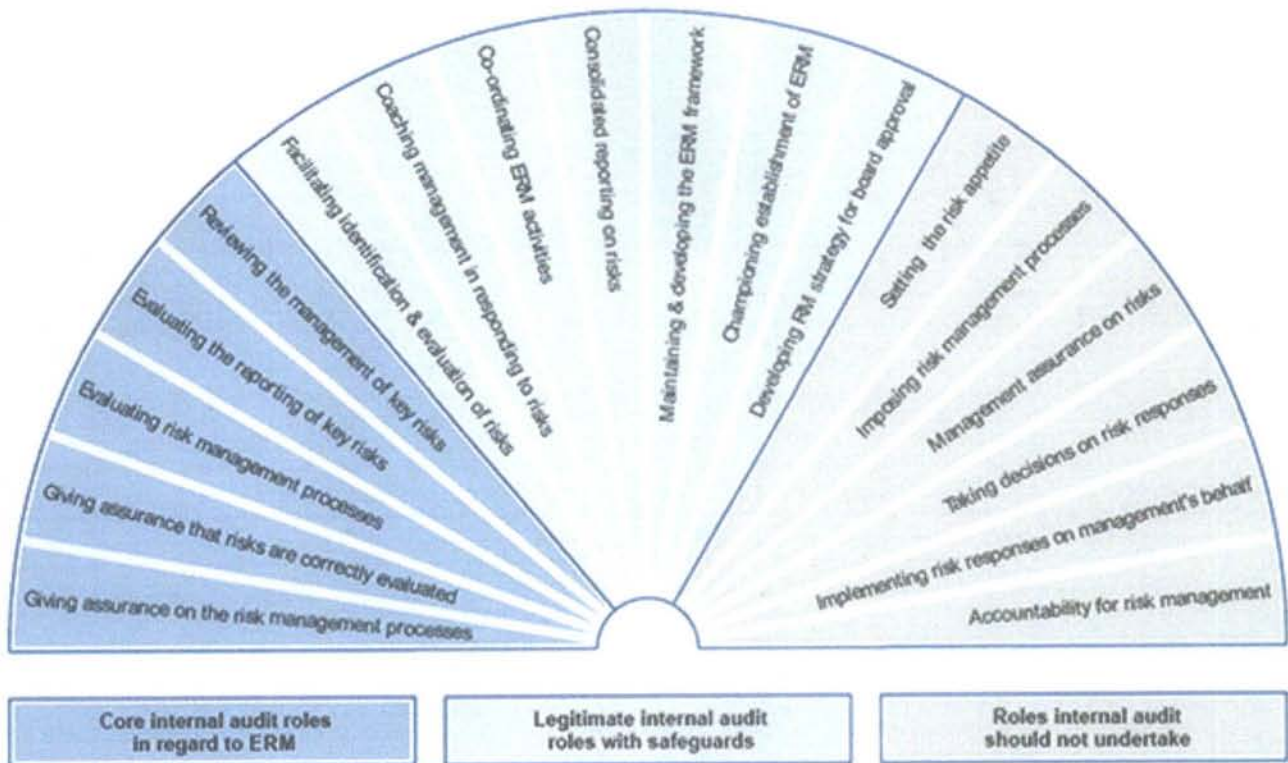 Giving assurance on the risk management processes
Giving assurance that risks are correctly evaluated
Evaluating risk management processes
Evaluating the reporting of key risks
Reviewing the management of key risks
Facilitating identification & evaluation of risks
Coaching management in responding to risks
Co-ordinating ERM activities
Consolidated reporting on risks
Maintaining & developing the ERM framework
Championing establishment of ERM
Developing RM strategy for board approval
Setting the risk appetite
Imposing risk management processes
Management assurance on risks
Taking decisions on risk responses
Implementing risk responses on management's behalf
Accountability for risk management
Core internal audit roles
in regard to ERM
Legitimate internal audit
roles with safeguards
Roles internal audit
should not undertake